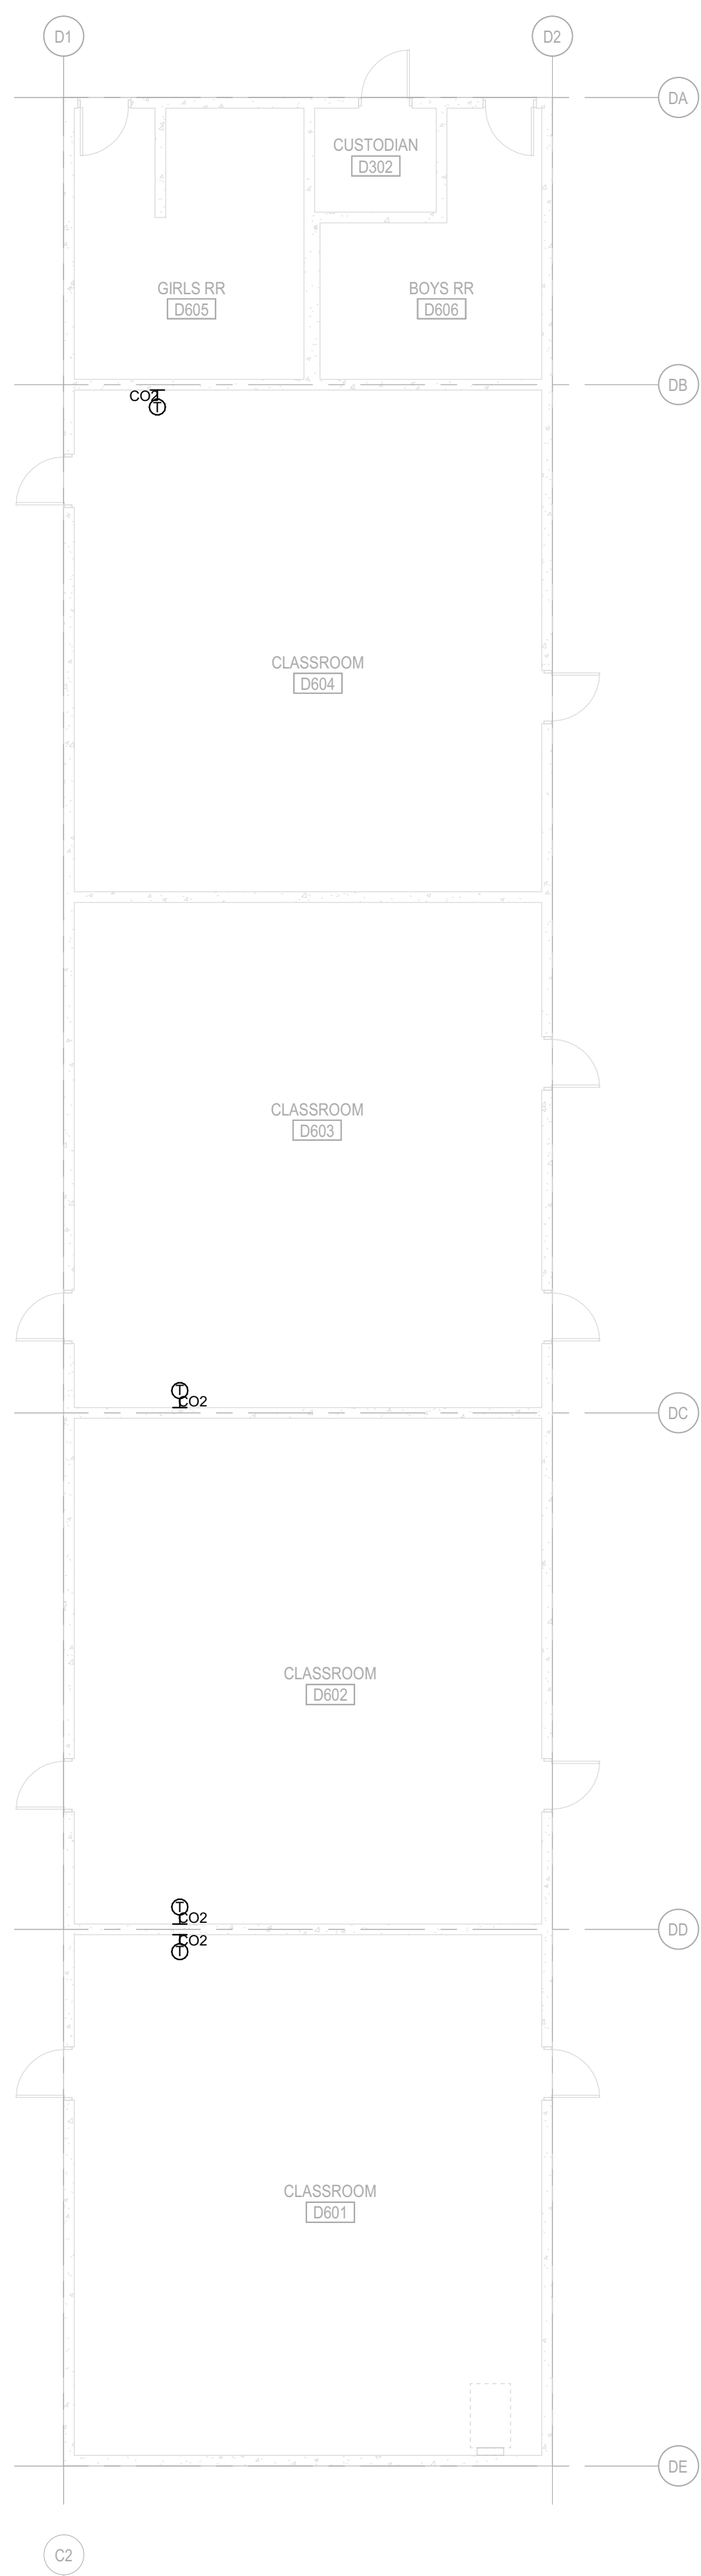 D1
D2
DA
CUSTODIAN
D302
GIRLS RR
D605
BOYS RR
D606
DB
CO2
T
CLASSROOM
D604
CLASSROOM
D603
T
CO2
DC
CLASSROOM
D602
T
CO2
DD
CO2
T
CLASSROOM
D601
DE
C2